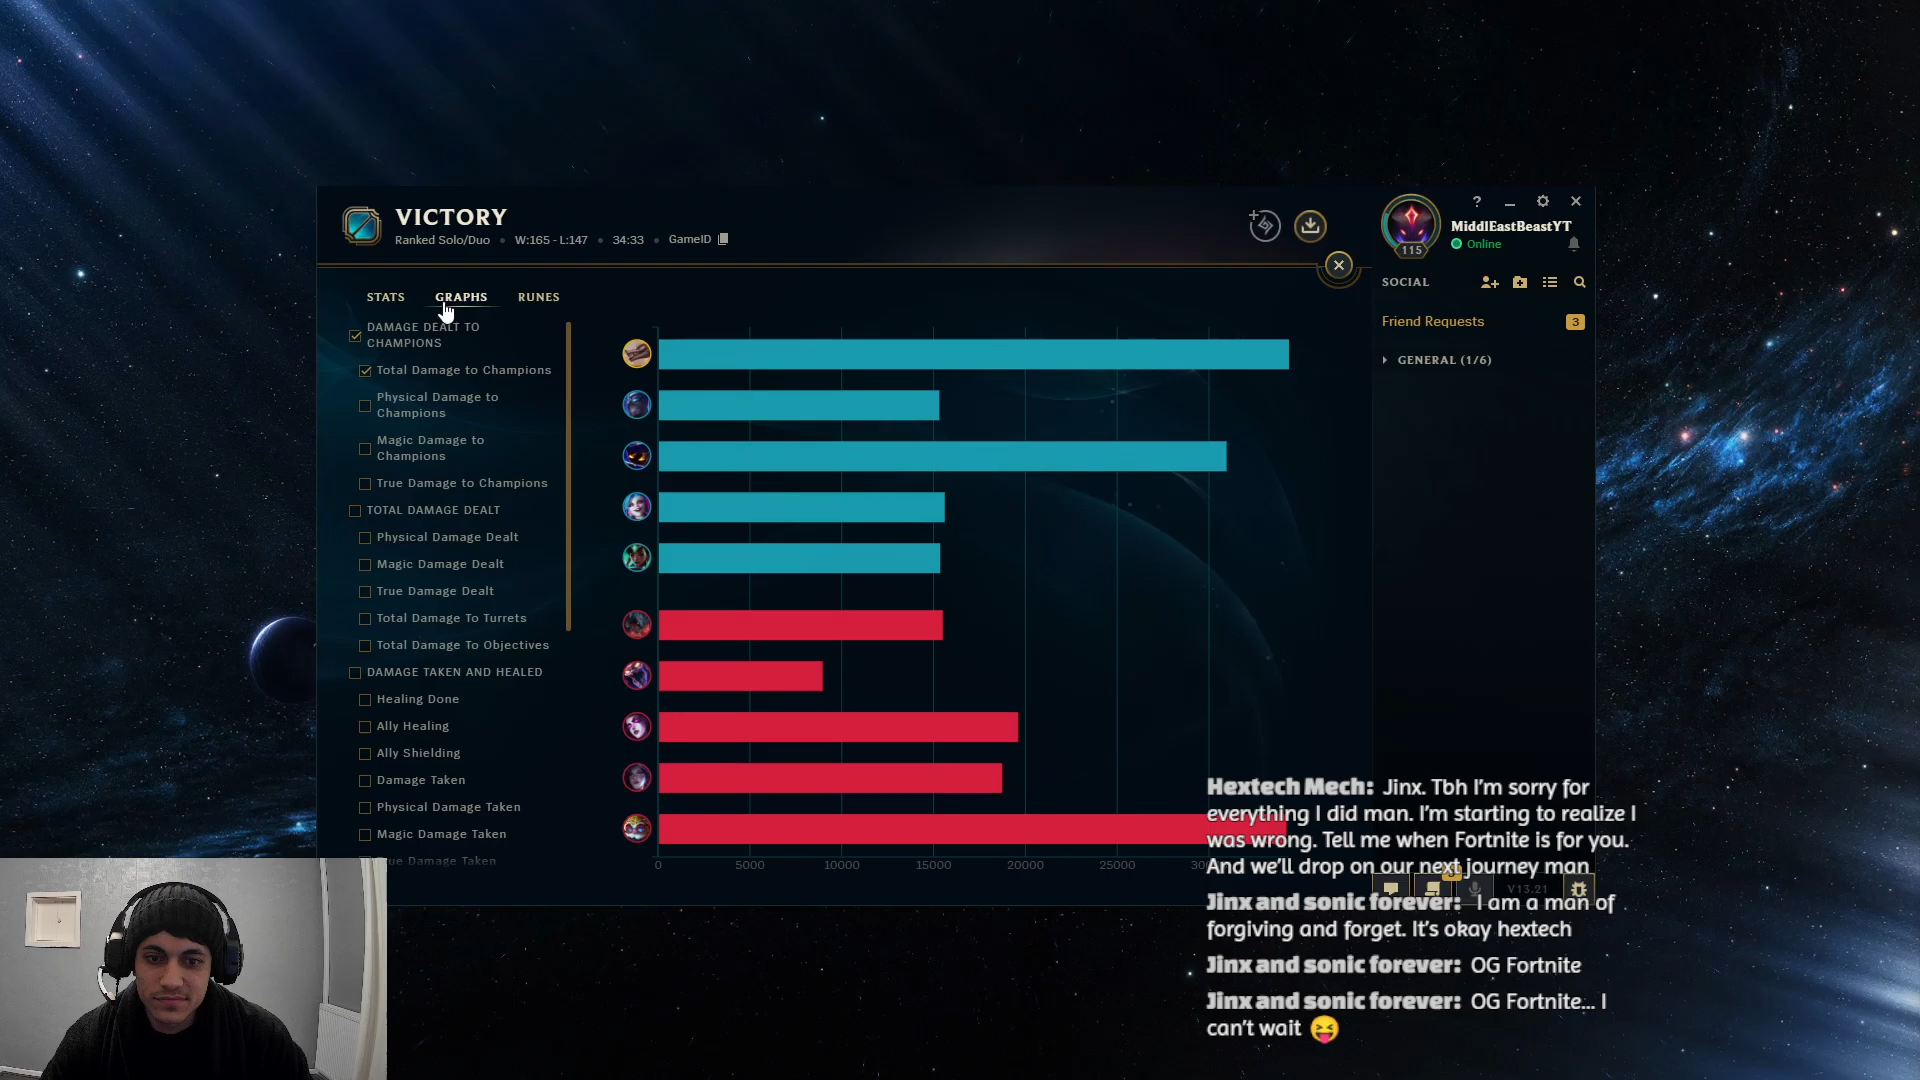 VICTORY
Ranked Solo/Duo • W:165 - L:147 • 34:33 • GameID
?
MiddlEastBeastYT
Online
115
SOCIAL
Friend Requests 3
GENERAL (1/6)
STATS GRAPHS RUNES
DAMAGE DEALT TO
CHAMPIONS
Total Damage to Champions
Physical Damage to
Champions
Magic Damage to
Champions
True Damage to Champions
TOTAL DAMAGE DEALT
Physical Damage Dealt
Magic Damage Dealt
True Damage Dealt
Total Damage To Turrets
Total Damage To Objectives
DAMAGE TAKEN AND HEALED
Healing Done
Ally Healing
Ally Shielding
Damage Taken
Physical Damage Taken
Magic Damage Taken
True Damage Taken
0 5000 10000 15000 20000 25000
V13.21
Hextech Mech: Jinx. Tbh I'm sorry for
everything I did man. I'm starting to realize I
was wrong. Tell me when Fortnite is for you.
And we'll drop on our next journey man
Jinx and sonic forever: I am a man of
forgiving and forget. It's okay hextech
Jinx and sonic forever: OG Fortnite
Jinx and sonic forever: OG Fortnite... I
can't wait 😝